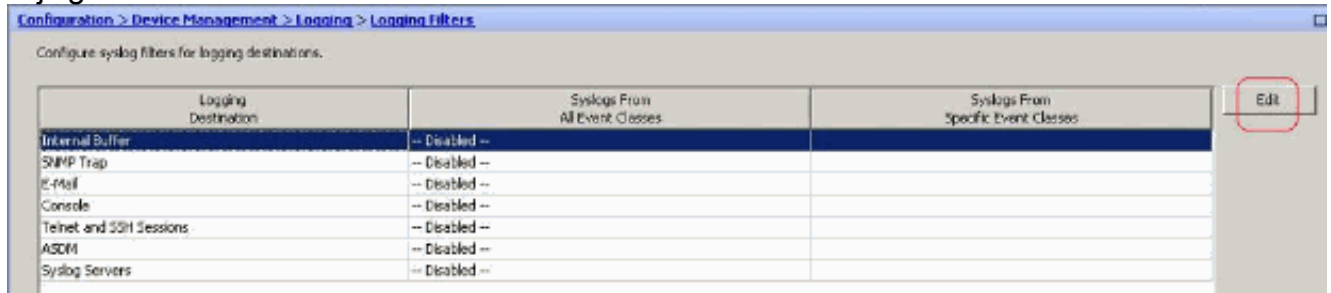 Configuration > Device Management > Logging > Logging Filters
Configure syslog filters for logging destinations.
Logging Destination
Syslogs From All Event Classes
Syslogs From Specific Event Classes
Edit
Internal Buffer -- Disabled --
SNMP Trap -- Disabled --
E-Mail -- Disabled --
Console -- Disabled --
Telnet and SSH Sessions -- Disabled --
ASDM -- Disabled --
Syslog Servers -- Disabled --